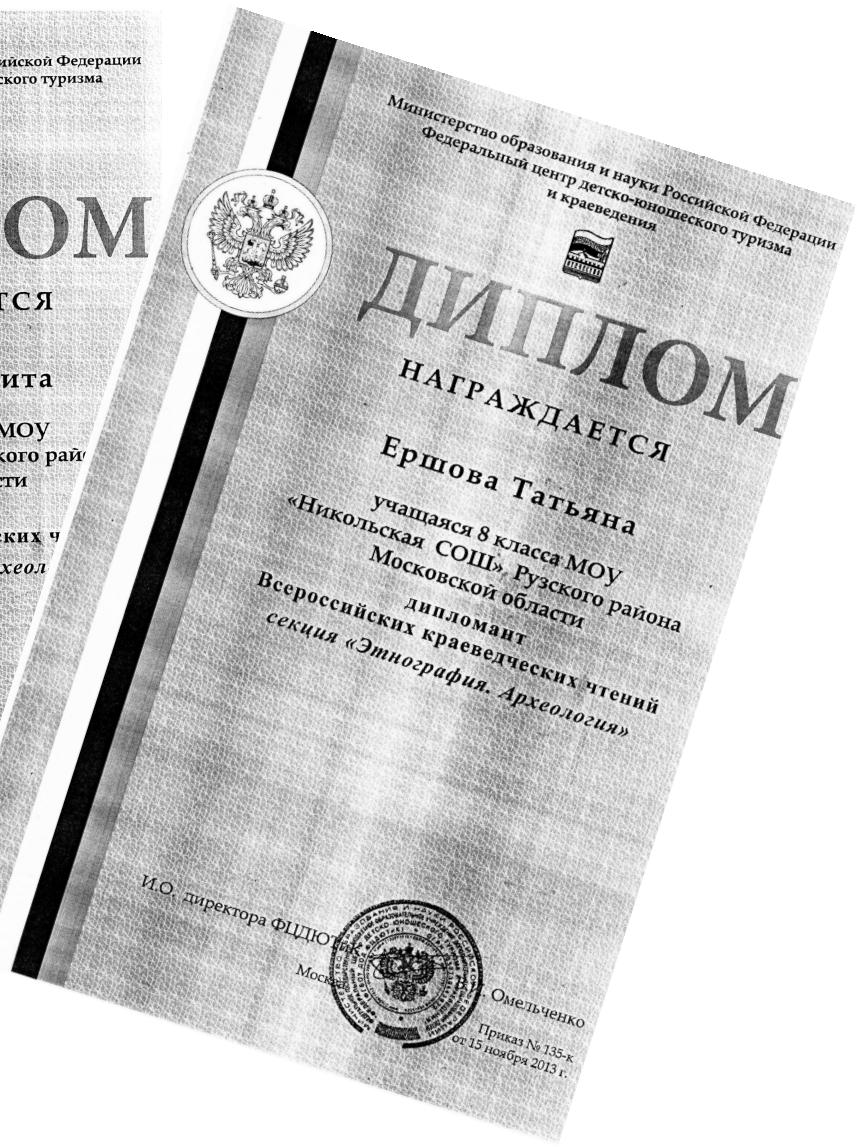 ийской Федерации
ского туризма
ОМ
ТСЯ
ита
МОУ
кого рай
сти
ских ч
хеол
Министерство образования и науки Российской Федерации
Федеральный центр детско-юношеского туризма
и краеведения
ДИПЛОМ
НАГРАЖДАЕТСЯ
Ершова Татьяна
учащаяся 8 класса МОУ
«Никольская СОШ», Рузского района
Московской области
дипломант
Всероссийских краеведческих чтений
секция «Этнография. Археология»
И.О. директора ФЦДЮТиК
Омельченко
Моск
Приказ № 135-к
от 15 ноября 2013 г.